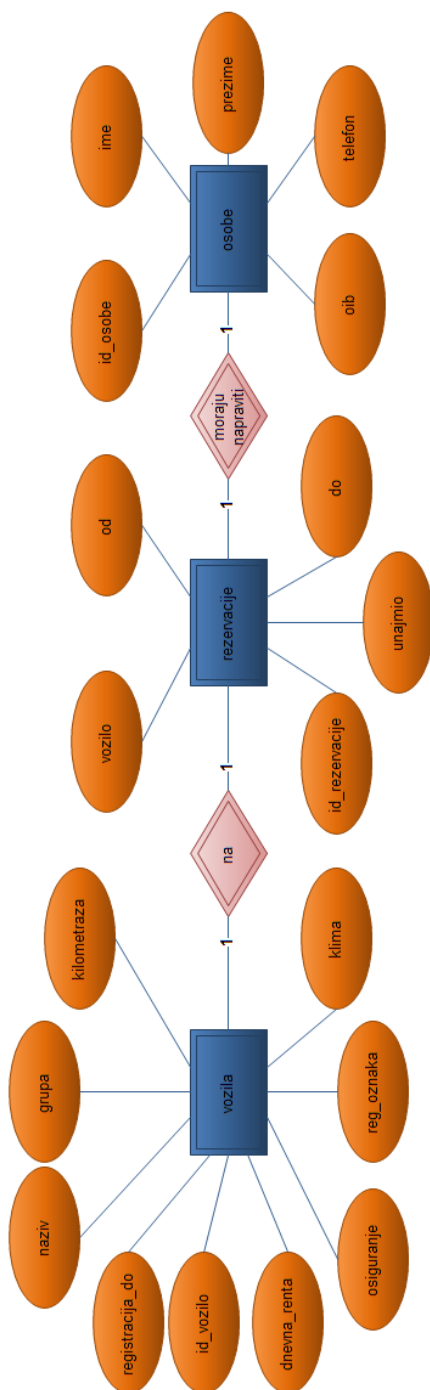 naziv
grupa
kilometraza
registracija_do
id_vozilo
dnevna_renta
osiguranje
reg_oznaka
klima
vozila
1
na
1
vozilo
od
rezervacije
id_rezervacije
unajmio
do
1
moraju
napraviti
1
id_osobe
ime
prezime
osobe
oib
telefon